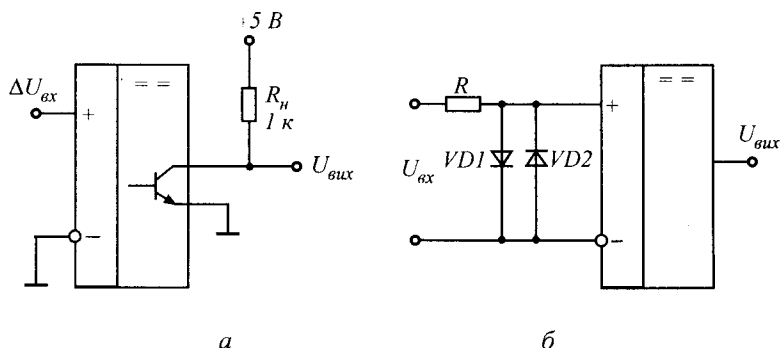 +5 В
= =
ΔU_вх
+
R_н
1 к
U_вих
−
а
= =
R
+
U_вх
VD1
VD2
U_вих
−
б